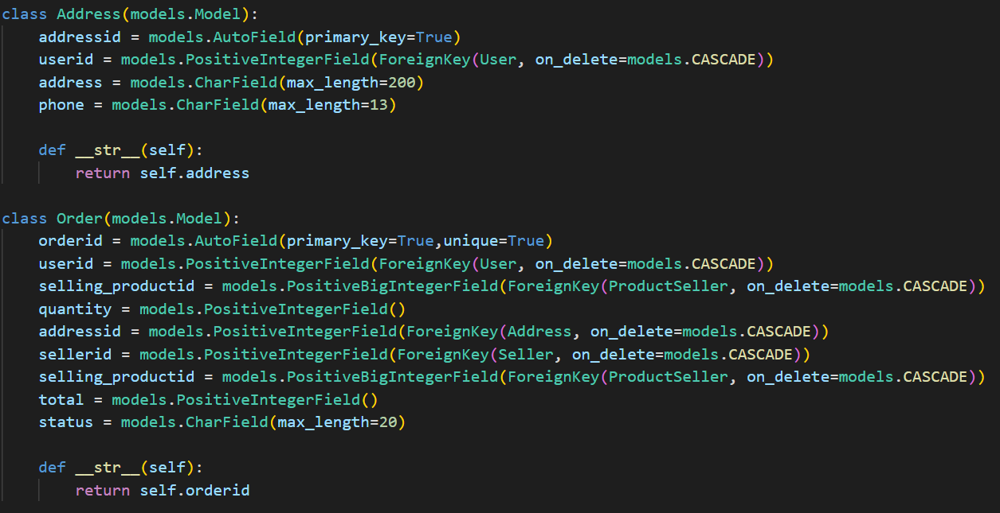 class Address(models.Model):
    addressid = models.AutoField(primary_key=True)
    userid = models.PositiveIntegerField(ForeignKey(User, on_delete=models.CASCADE))
    address = models.CharField(max_length=200)
    phone = models.CharField(max_length=13)

    def __str__(self):
        return self.address

class Order(models.Model):
    orderid = models.AutoField(primary_key=True,unique=True)
    userid = models.PositiveIntegerField(ForeignKey(User, on_delete=models.CASCADE))
    selling_productid = models.PositiveBigIntegerField(ForeignKey(ProductSeller, on_delete=models.CASCADE))
    quantity = models.PositiveIntegerField()
    addressid = models.PositiveIntegerField(ForeignKey(Address, on_delete=models.CASCADE))
    sellerid = models.PositiveIntegerField(ForeignKey(Seller, on_delete=models.CASCADE))
    selling_productid = models.PositiveBigIntegerField(ForeignKey(ProductSeller, on_delete=models.CASCADE))
    total = models.PositiveIntegerField()
    status = models.CharField(max_length=20)

    def __str__(self):
        return self.orderid